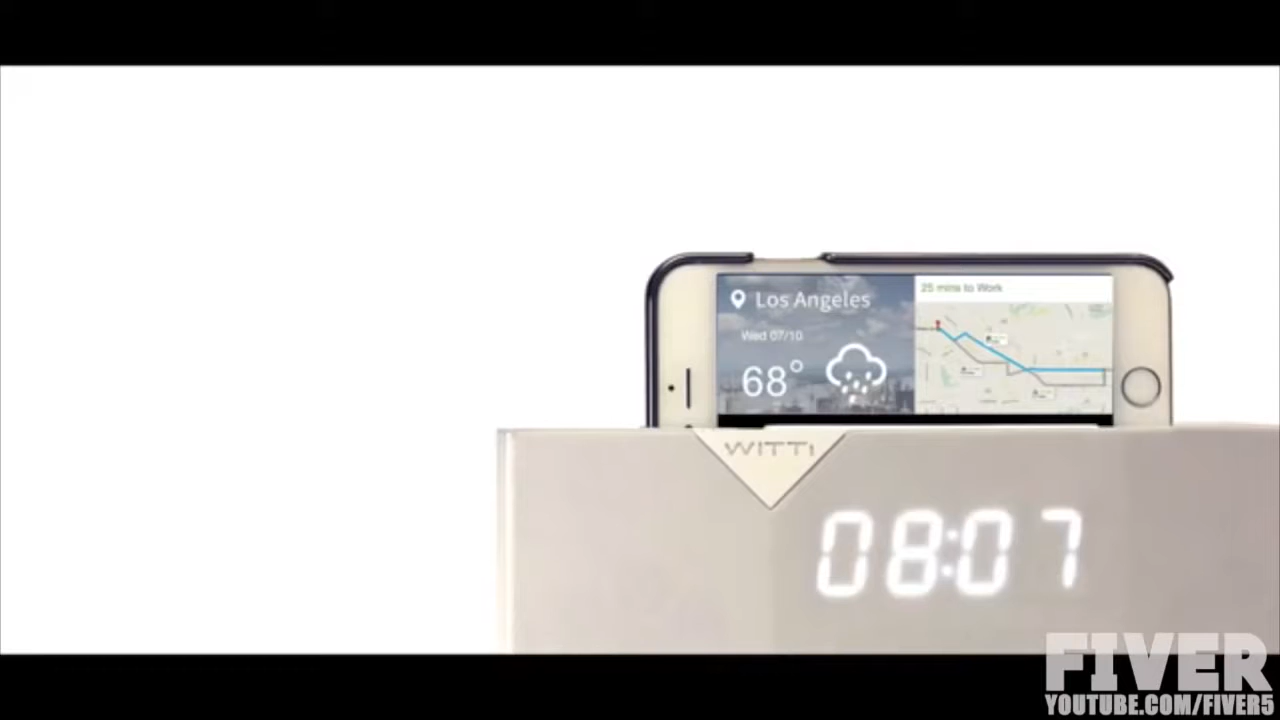 Los Angeles
25 mins to Work
Wed 07/10
68°
WITTI
08:07
FIVER
YOUTUBE.COM/FIVER5